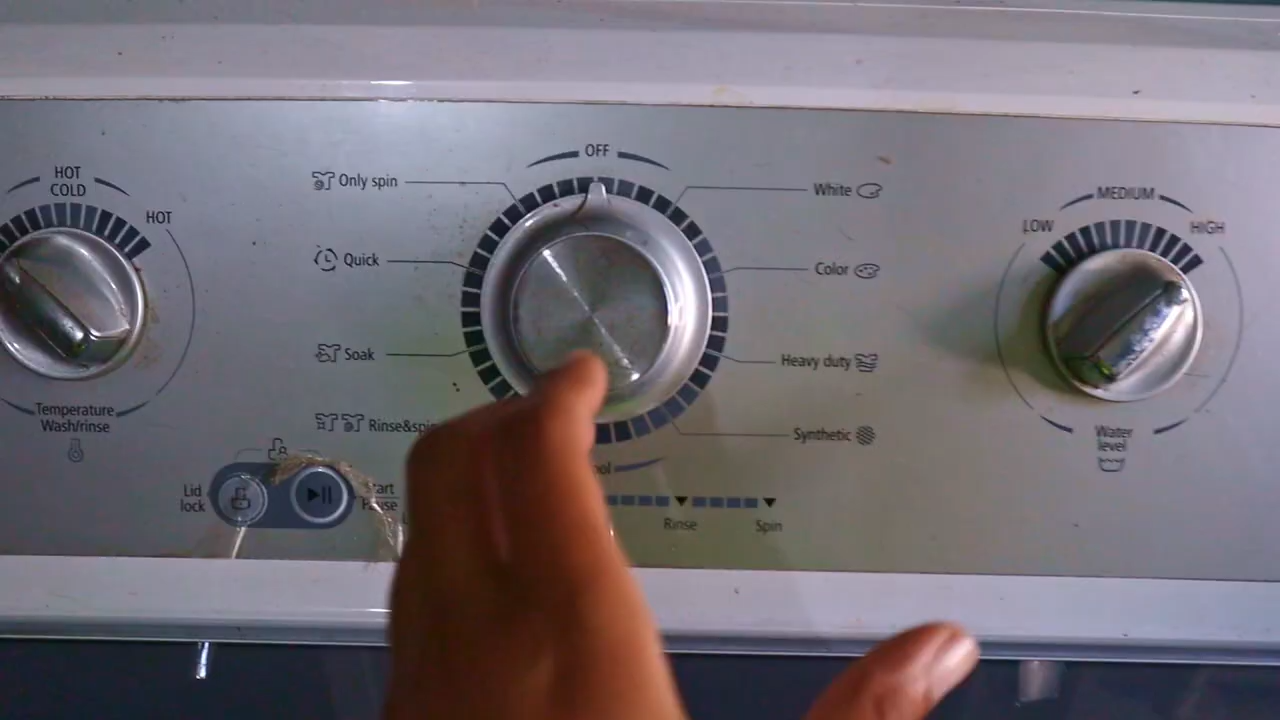 HOT
COLD
HOT
Temperature
Wash/rinse
Lid
lock
Only spin
Quick
Soak
OFF
White
Color
Heavy duty
Synthetic
Rinse
Spin
LOW
MEDIUM
HIGH
Water
level